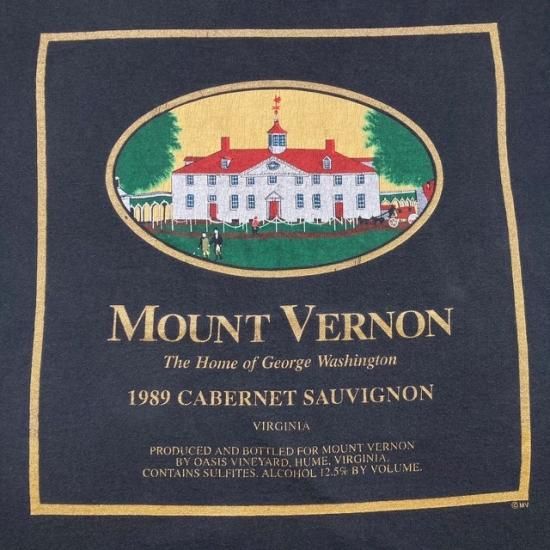 MOUNT VERNON
The Home of George Washington
1989 CABERNET SAUVIGNON
VIRGINIA
PRODUCED AND BOTTLED FOR MOUNT VERNON
BY OASIS VINEYARD, HUME, VIRGINIA.
CONTAINS SULFITES. ALCOHOL 12.5% BY VOLUME.
© MV